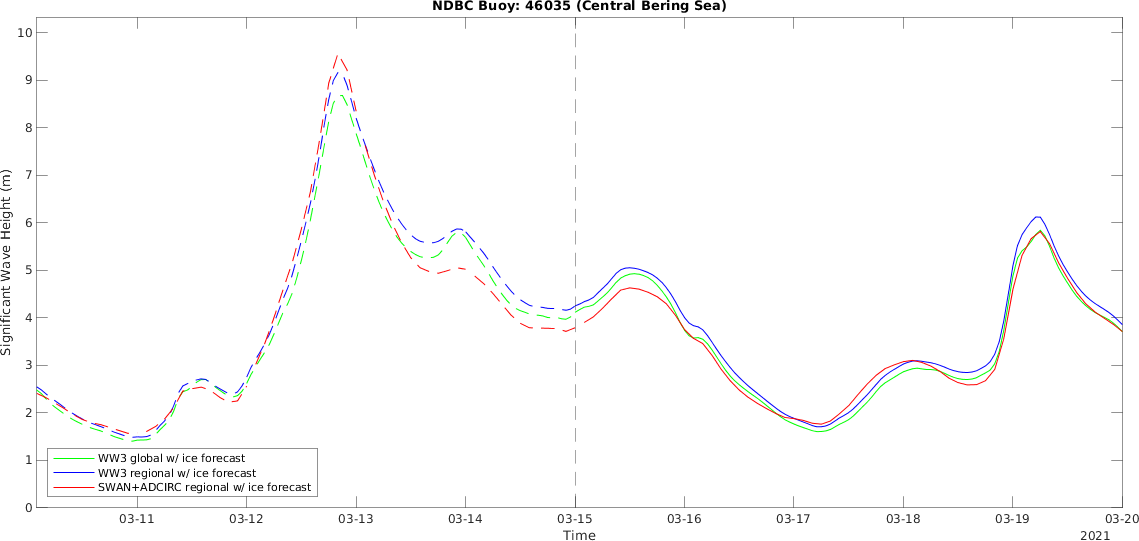 NDBC Buoy: 46035 (Central Bering Sea)
10
9
8
7
6
5
4
3
2
1
0
Significant Wave Height (m)
WW3 global w/ ice forecast
WW3 regional w/ ice forecast
SWAN+ADCIRC regional w/ ice forecast
03-11 03-12 03-13 03-14 03-15 03-16 03-17 03-18 03-19 03-20
Time
2021